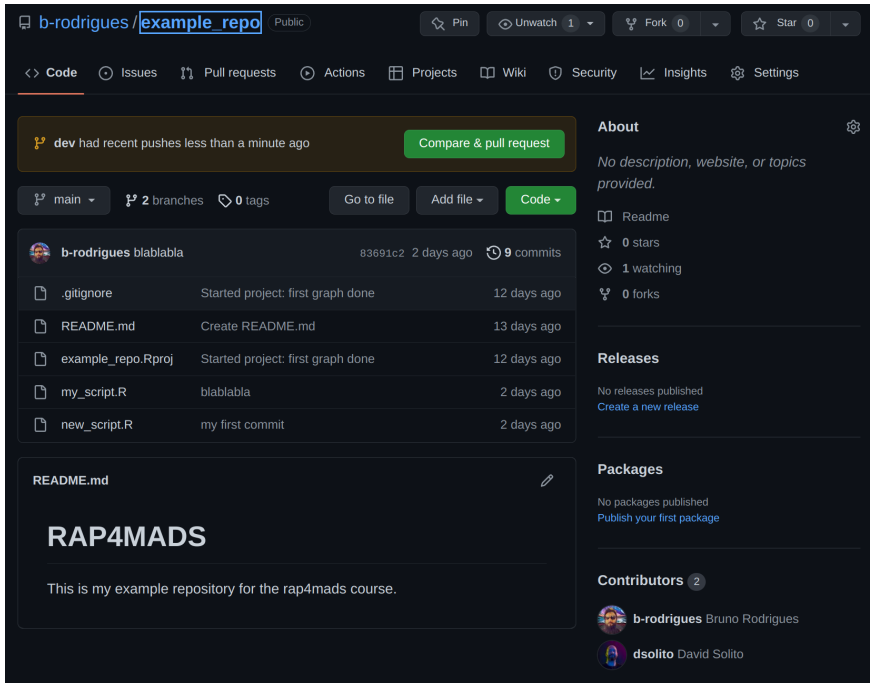 b-rodrigues / example_repo Public Pin Unwatch 1 Fork 0 Star 0
<> Code Issues Pull requests Actions Projects Wiki Security Insights Settings
dev had recent pushes less than a minute ago Compare & pull request
main 2 branches 0 tags Go to file Add file Code
b-rodrigues blablabla 83691c2 2 days ago 9 commits
.gitignore Started project: first graph done 12 days ago
README.md Create README.md 13 days ago
example_repo.Rproj Started project: first graph done 12 days ago
my_script.R blablabla 2 days ago
new_script.R my first commit 2 days ago
README.md
RAP4MADS
This is my example repository for the rap4mads course.
About
No description, website, or topics
provided.
Readme
0 stars
1 watching
0 forks
Releases
No releases published
Create a new release
Packages
No packages published
Publish your first package
Contributors 2
b-rodrigues Bruno Rodrigues
dsolito David Solito